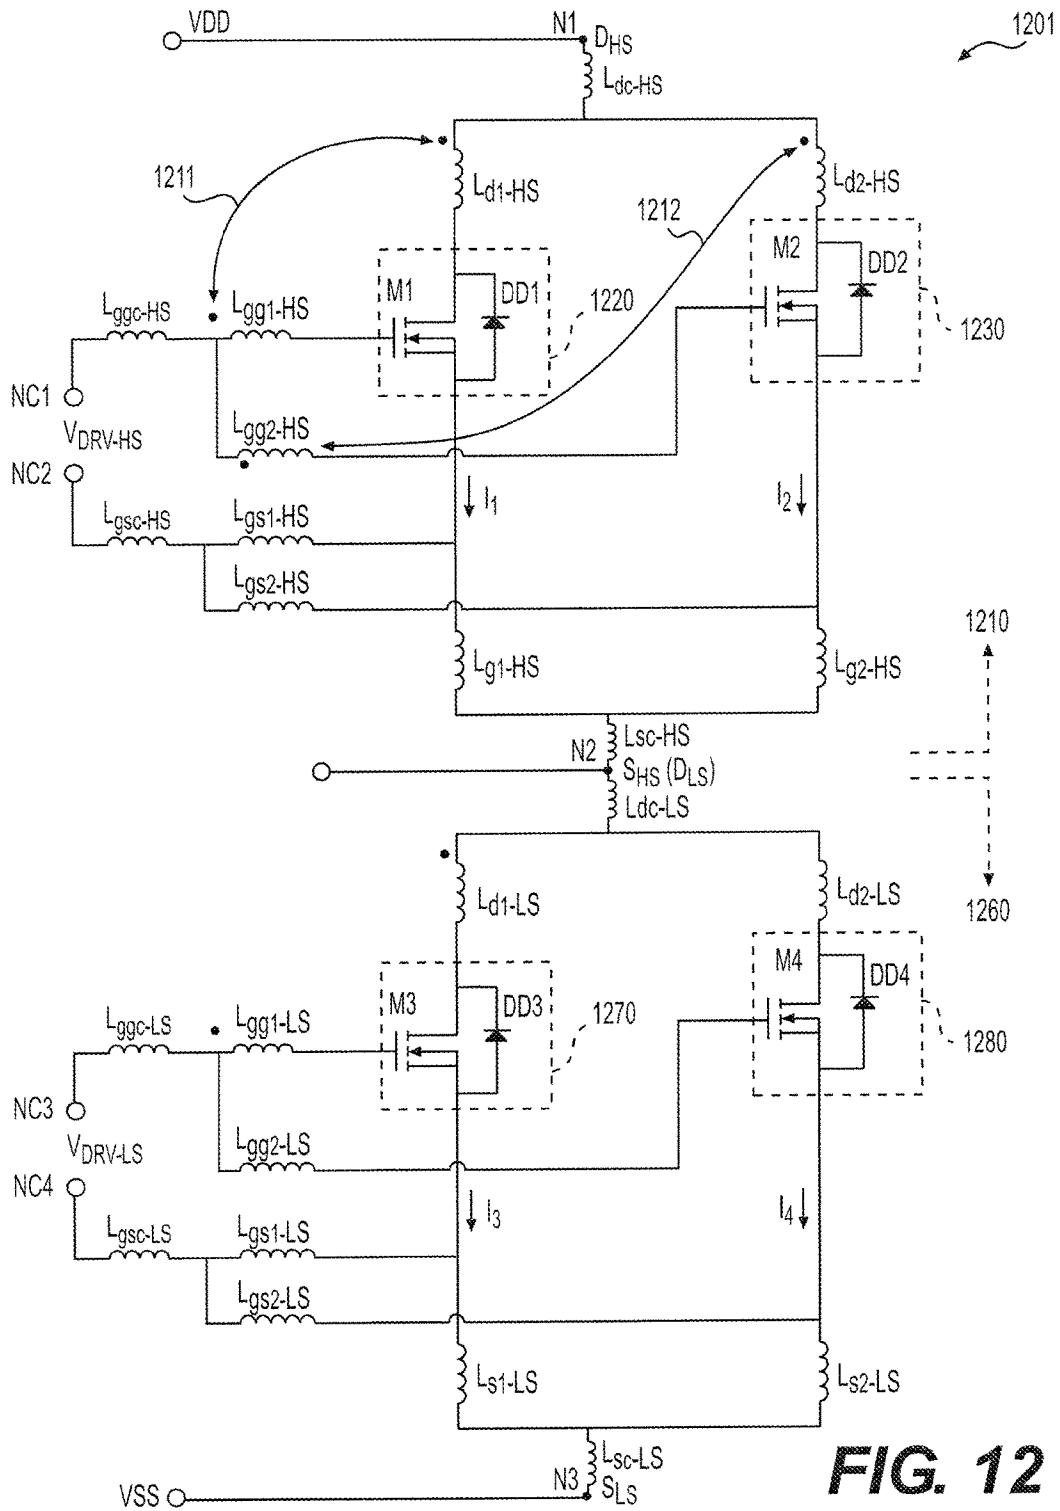 VDD
N1
DHS
1201
Ldc-HS
1211
Ld1-HS
1212
Ld2-HS
M1
DD1
1220
M2
DD2
1230
Lggc-HS
Lgg1-HS
NC1
VDRV-HS
NC2
Lgg2-HS
Lgsc-HS
Lgs1-HS
I1
I2
Lgs2-HS
Lg1-HS
Lg2-HS
1210
Lsc-HS
N2
SHS (DLS)
Ldc-LS
1260
Ld1-LS
Ld2-LS
M3
DD3
1270
M4
DD4
1280
Lggc-LS
Lgg1-LS
NC3
VDRV-LS
NC4
Lgg2-LS
Lgsc-LS
Lgs1-LS
I3
I4
Lgs2-LS
Ls1-LS
Ls2-LS
Lsc-LS
N3
SLS
VSS
FIG. 12